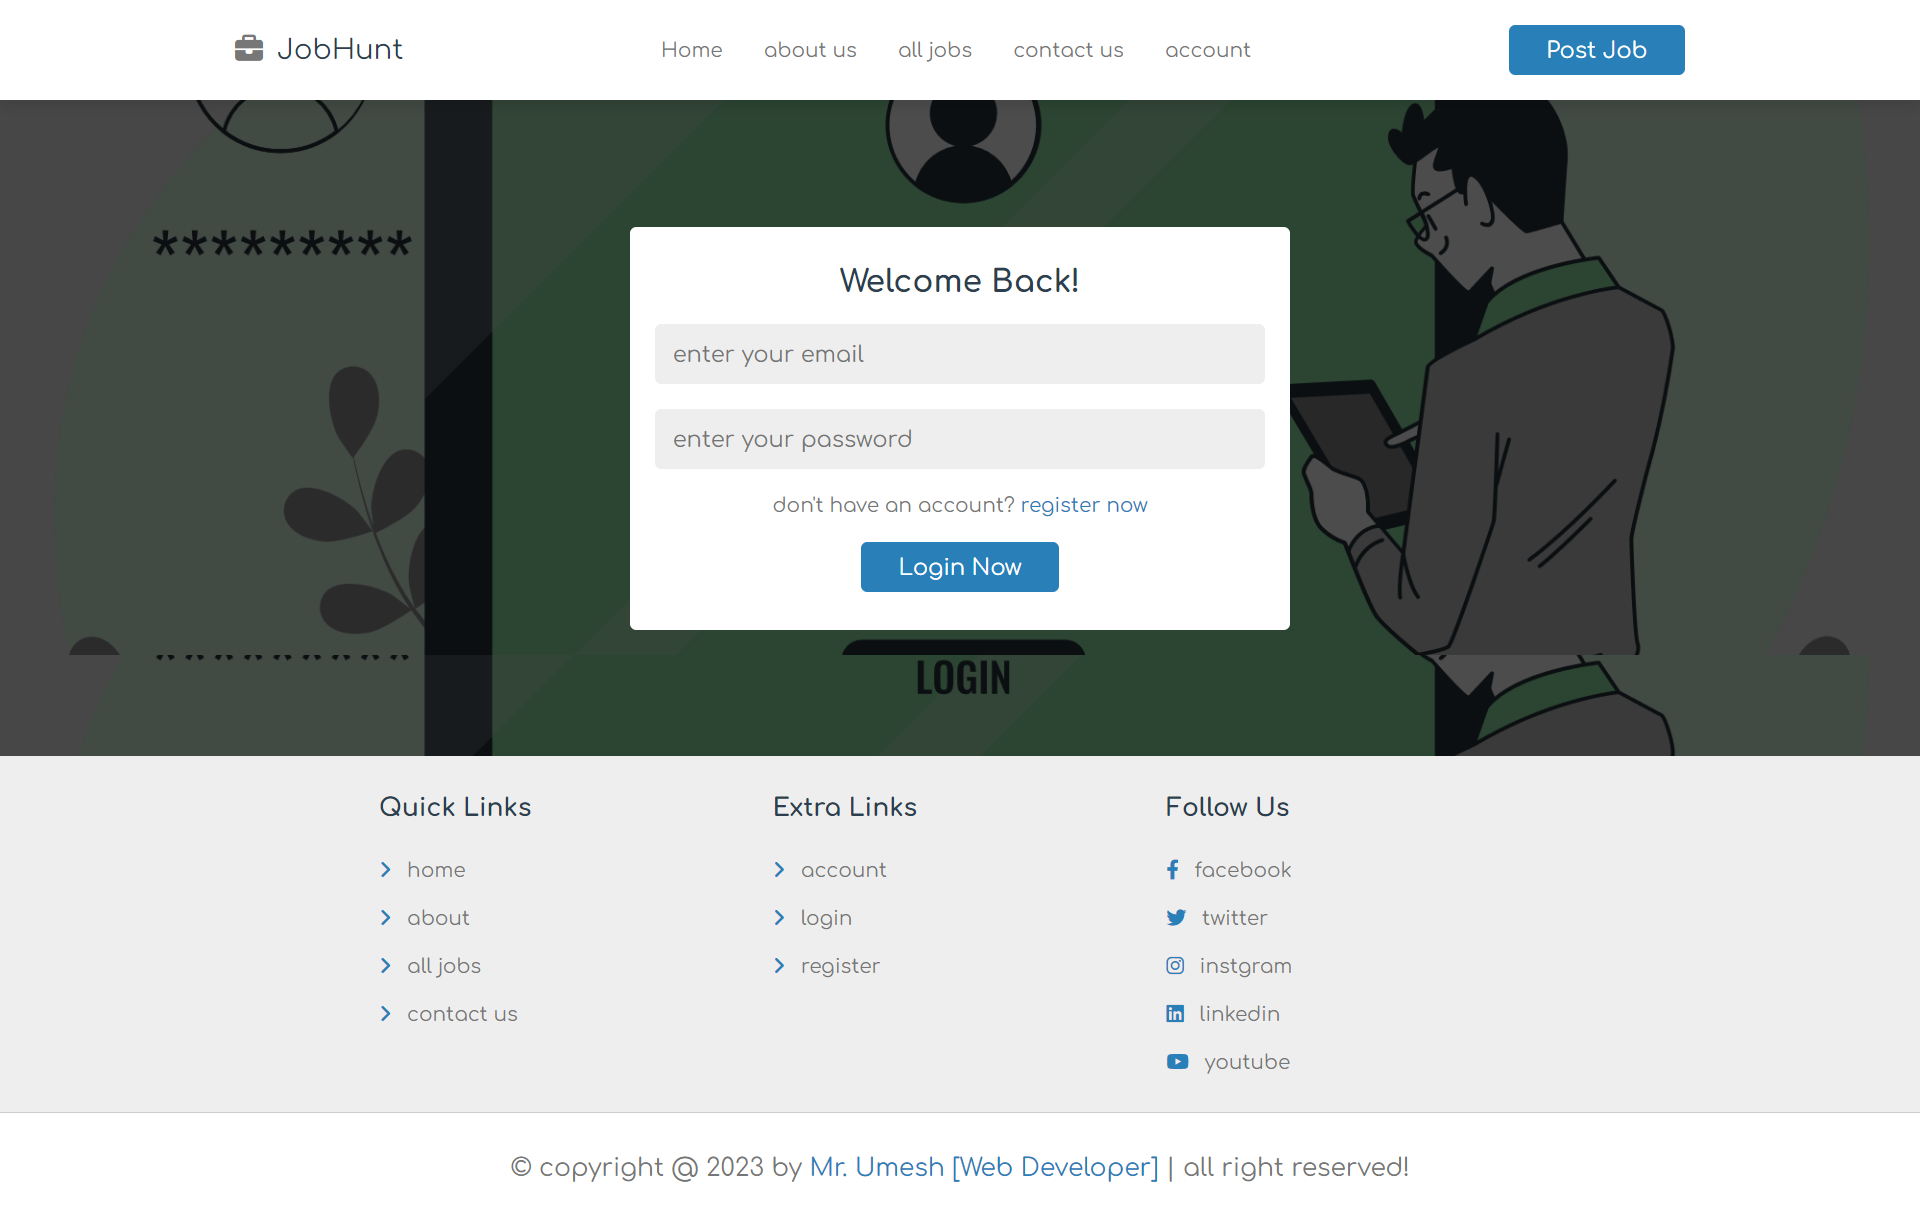 JobHunt
Home about us all jobs contact us account
Post Job
*********
Welcome Back!
enter your email
enter your password
don't have an account? register now
Login Now
*********
LOGIN
Quick Links
home
about
all jobs
contact us
Extra Links
account
login
register
Follow Us
facebook
twitter
instgram
linkedin
youtube
© copyright @ 2023 by Mr. Umesh [Web Developer] | all right reserved!